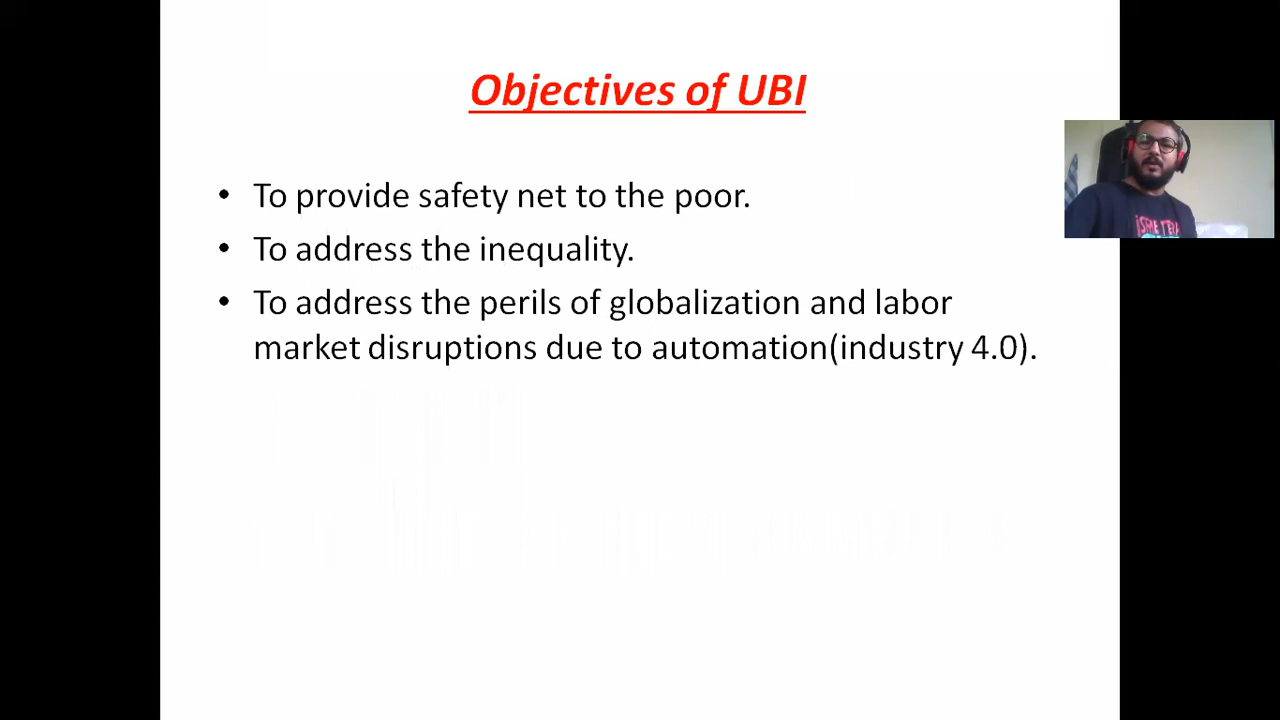 Objectives of UBI
• To provide safety net to the poor.
• To address the inequality.
• To address the perils of globalization and labor
market disruptions due to automation(industry 4.0).